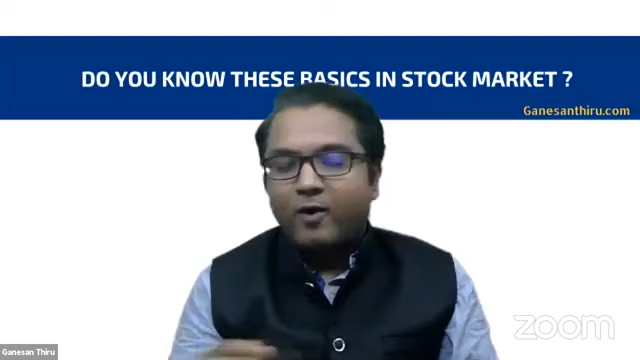 DO YOU KNOW THESE BASICS IN STOCK MARKET ?
Ganesanthiru.com
zoom
Ganesan Thiru